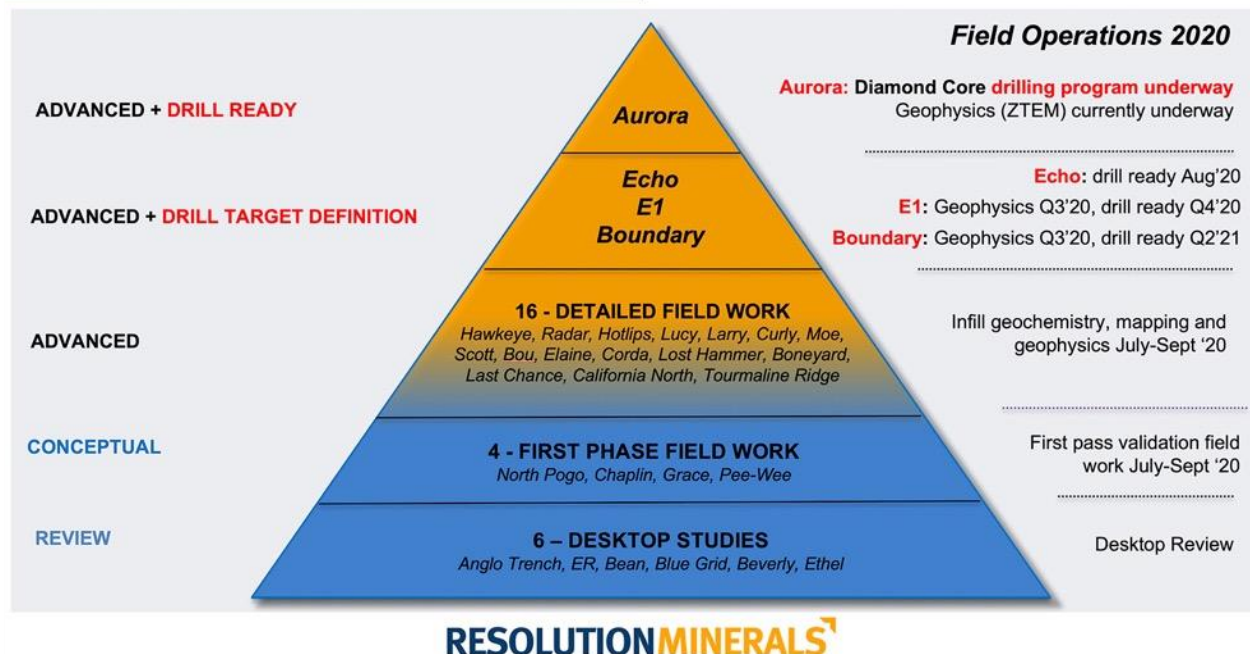 Field Operations 2020
ADVANCED + DRILL READY
Aurora
Aurora: Diamond Core drilling program underway
Geophysics (ZTEM) currently underway
ADVANCED + DRILL TARGET DEFINITION
Echo
E1
Boundary
Echo: drill ready Aug'20
E1: Geophysics Q3'20, drill ready Q4'20
Boundary: Geophysics Q3'20, drill ready Q2'21
ADVANCED
16 - DETAILED FIELD WORK
Hawkeye, Radar, Hotlips, Lucy, Larry, Curly, Moe,
Scott, Bou, Elaine, Corda, Lost Hammer, Boneyard,
Last Chance, California North, Tourmaline Ridge
Infill geochemistry, mapping and
geophysics July-Sept ‘20
CONCEPTUAL
4 - FIRST PHASE FIELD WORK
North Pogo, Chaplin, Grace, Pee-Wee
First pass validation field
work July-Sept ‘20
REVIEW
6 – DESKTOP STUDIES
Anglo Trench, ER, Bean, Blue Grid, Beverly, Ethel
Desktop Review
RESOLUTIONMINERALS